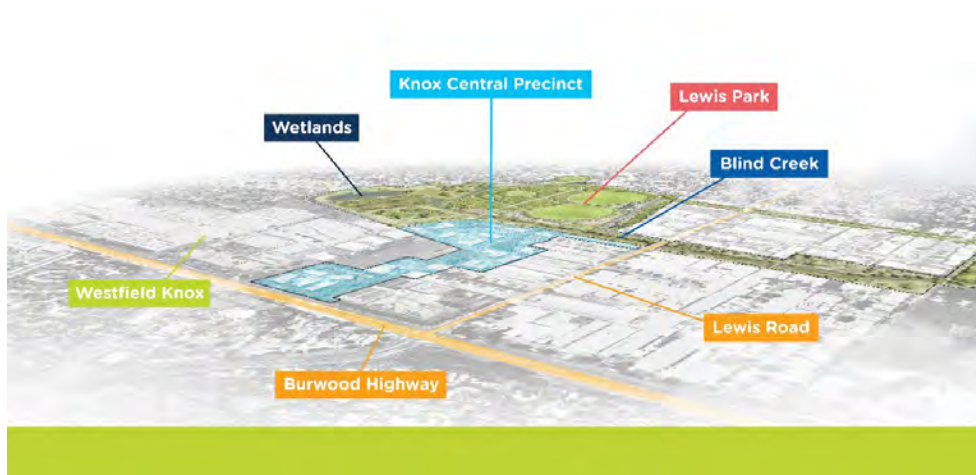 Knox Central Precinct
Lewis Park
Wetlands
Blind Creek
Westfield Knox
Lewis Road
Burwood Highway